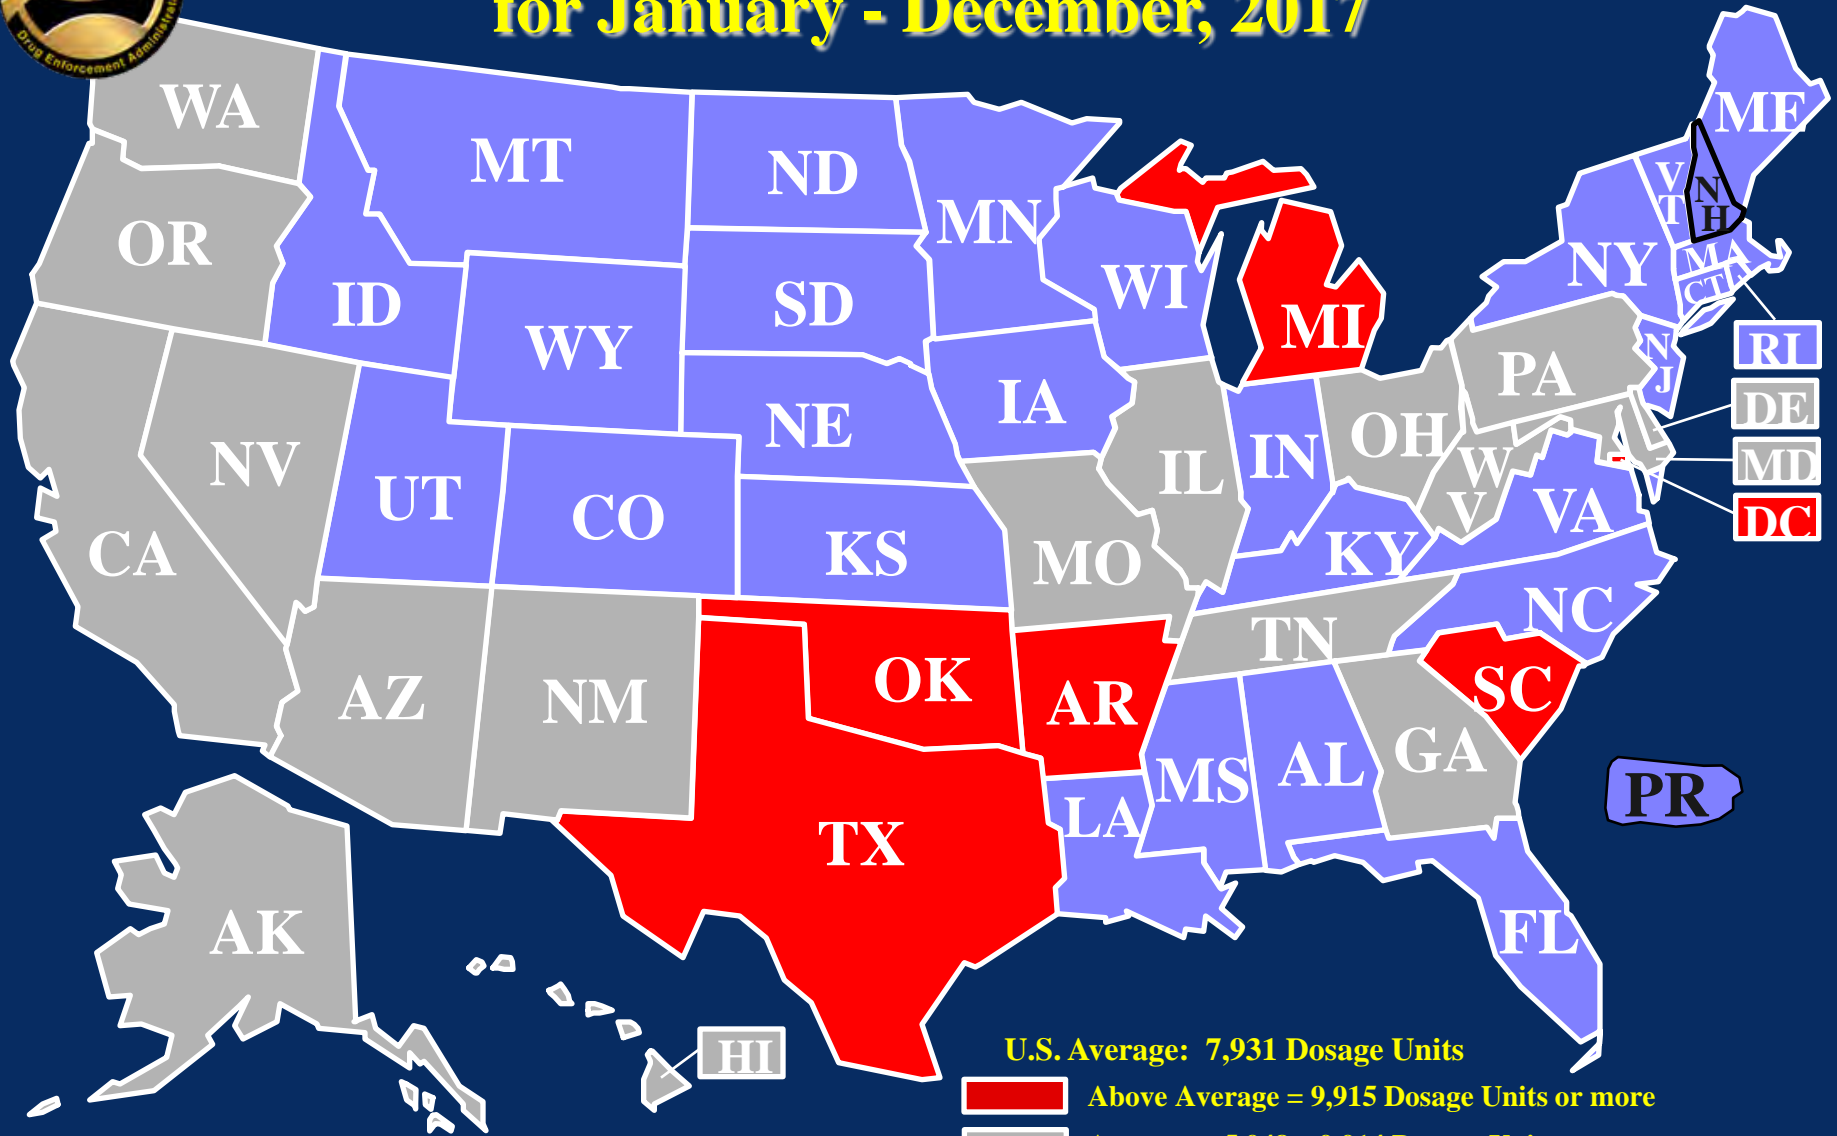 for January - December, 2017
Drug Enforcement Administrat
WA
MT
ND
MN
ME
VT
NH
OR
ID
SD
WI
NY
MA
CT
WY
MI
RI
NJ
PA
DE
NE
IA
OH
NV
UT
CO
IL
IN
WV
MD
VA
DC
CA
KS
MO
KY
NC
TN
AZ
NM
OK
AR
SC
GA
MS
AL
PR
LA
TX
AK
FL
HI
U.S. Average: 7,931 Dosage Units
Above Average = 9,915 Dosage Units or more